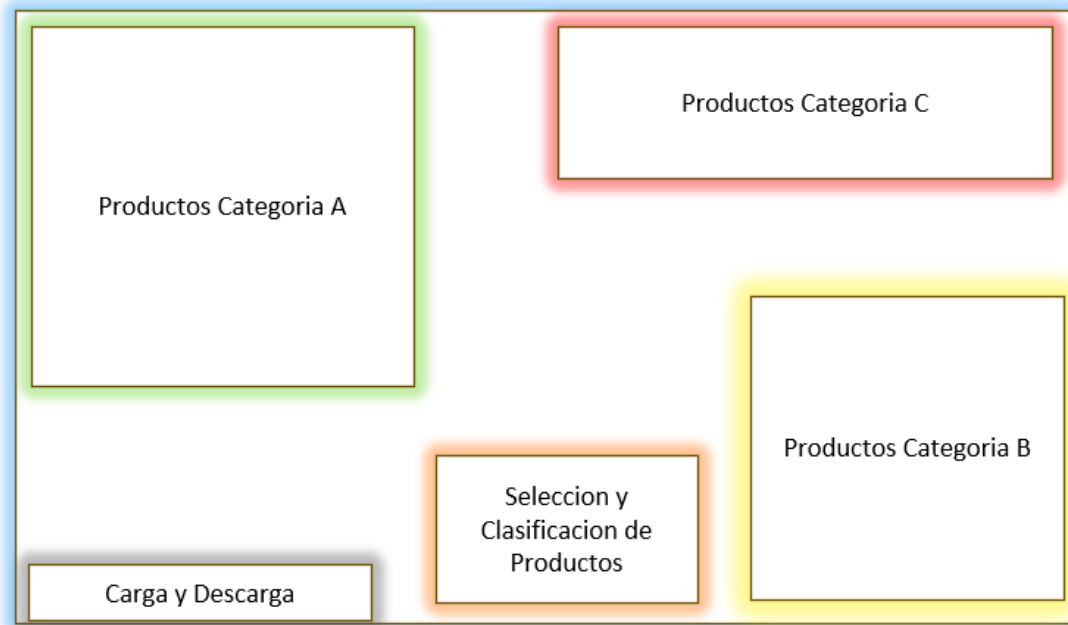 Productos Categoria A
Productos Categoria C
Productos Categoria B
Seleccion y
Clasificacion de
Productos
Carga y Descarga